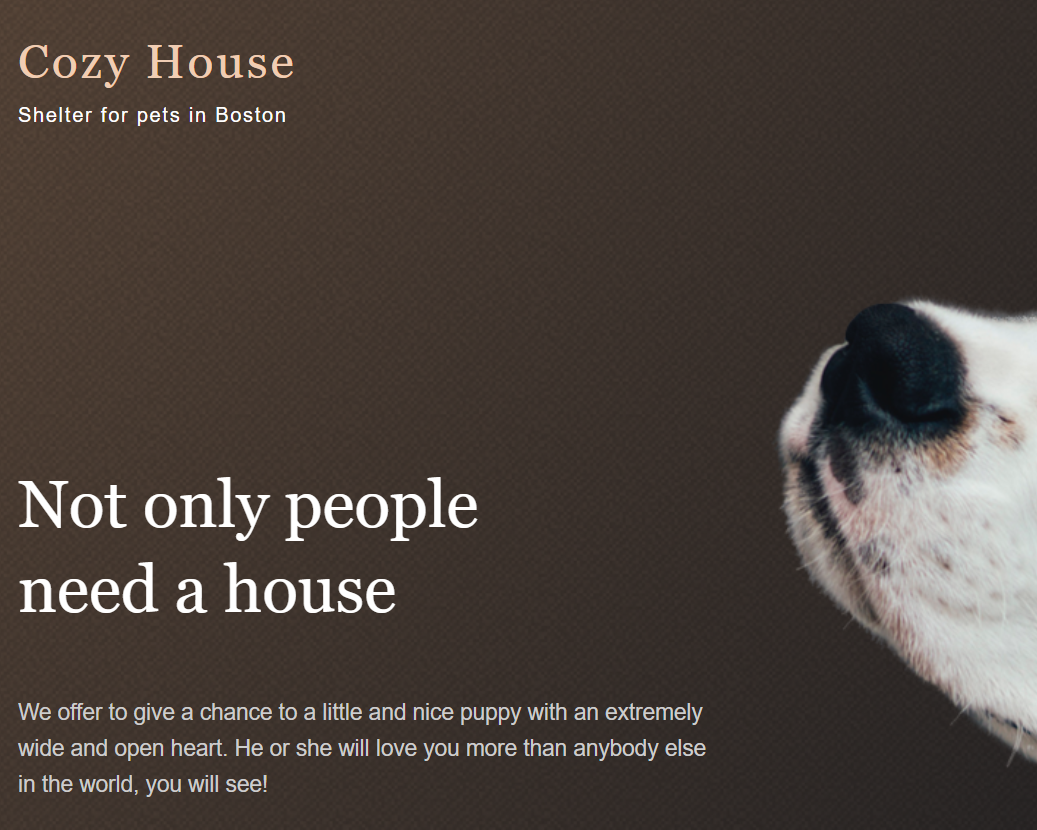 Cozy House
Shelter for pets in Boston
Not only people
need a house
We offer to give a chance to a little and nice puppy with an extremely
wide and open heart. He or she will love you more than anybody else
in the world, you will see!